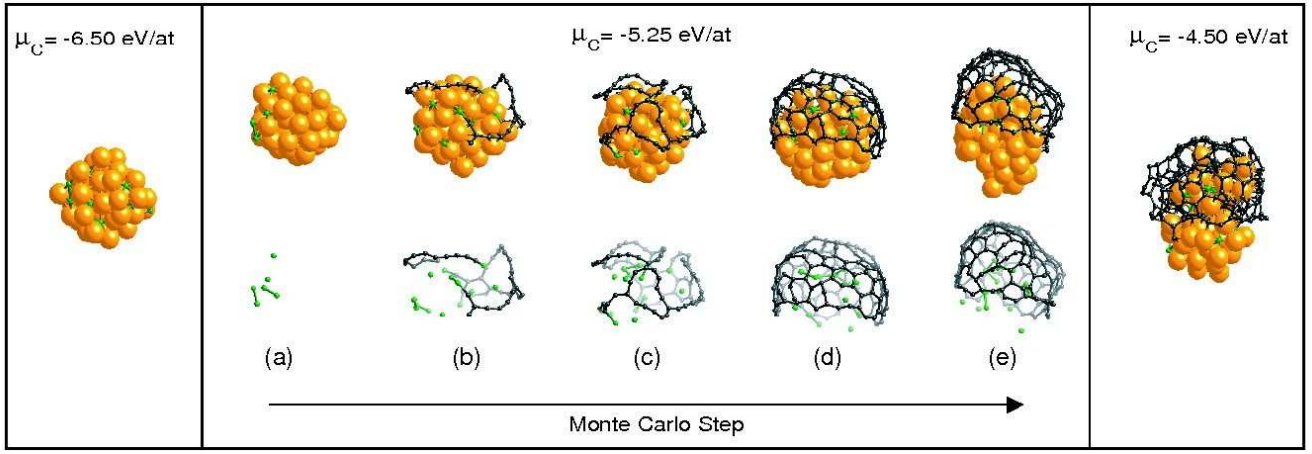 μC= -6.50 eV/at
μC= -5.25 eV/at
μC= -4.50 eV/at
(a) (b) (c) (d) (e)
Monte Carlo Step